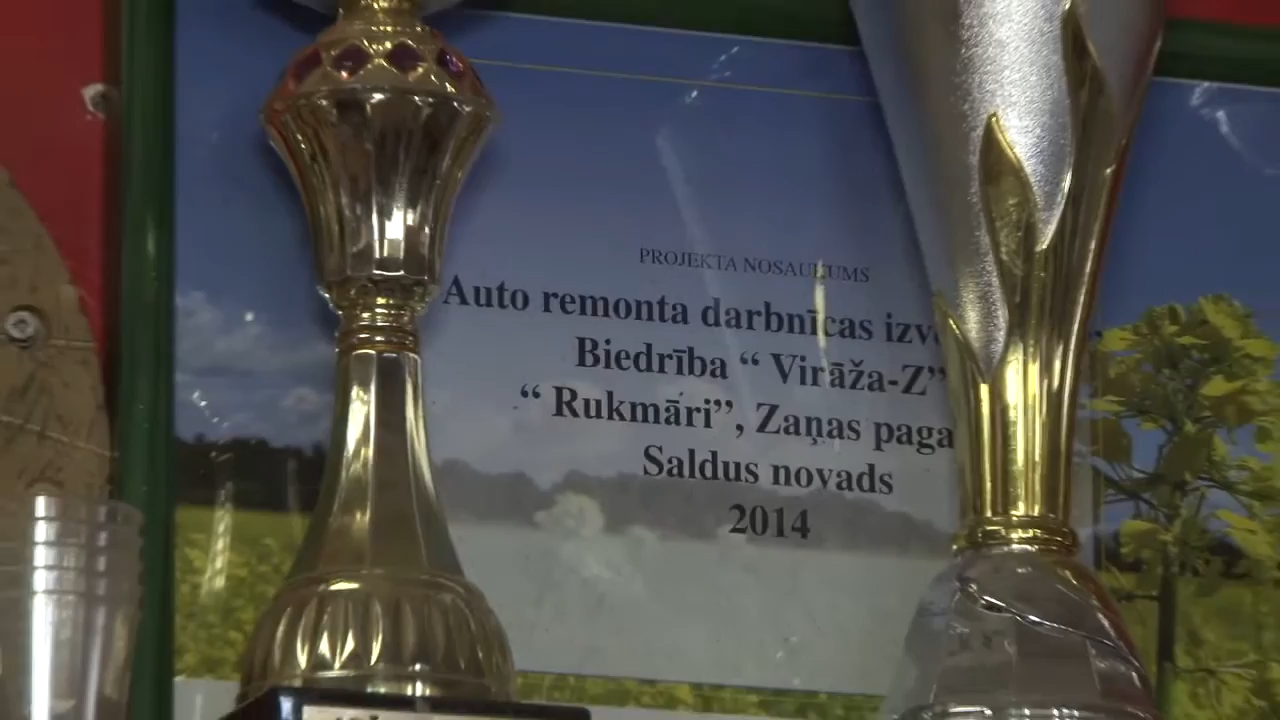 PROJEKTA NOSAUKUMS
Auto remonta darbnīcas
Biedrība “ Virāža-Z”
“ Rukmāri”, Zaņas
Saldus novads
2014